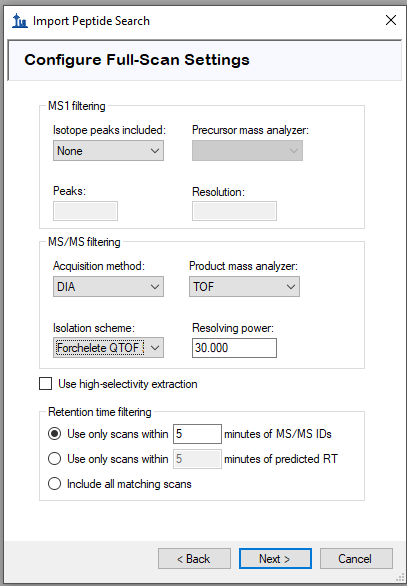 Import Peptide Search
Configure Full-Scan Settings
MS1 filtering
Isotope peaks included: Precursor mass analyzer:
None
Peaks: Resolution:
MS/MS filtering
Acquisition method: Product mass analyzer:
DIA TOF
Isolation scheme: Resolving power:
Forchelete QTOF 30.000
Use high-selectivity extraction
Retention time filtering
Use only scans within 5 minutes of MS/MS IDs
Use only scans within 5 minutes of predicted RT
Include all matching scans
< Back Next > Cancel